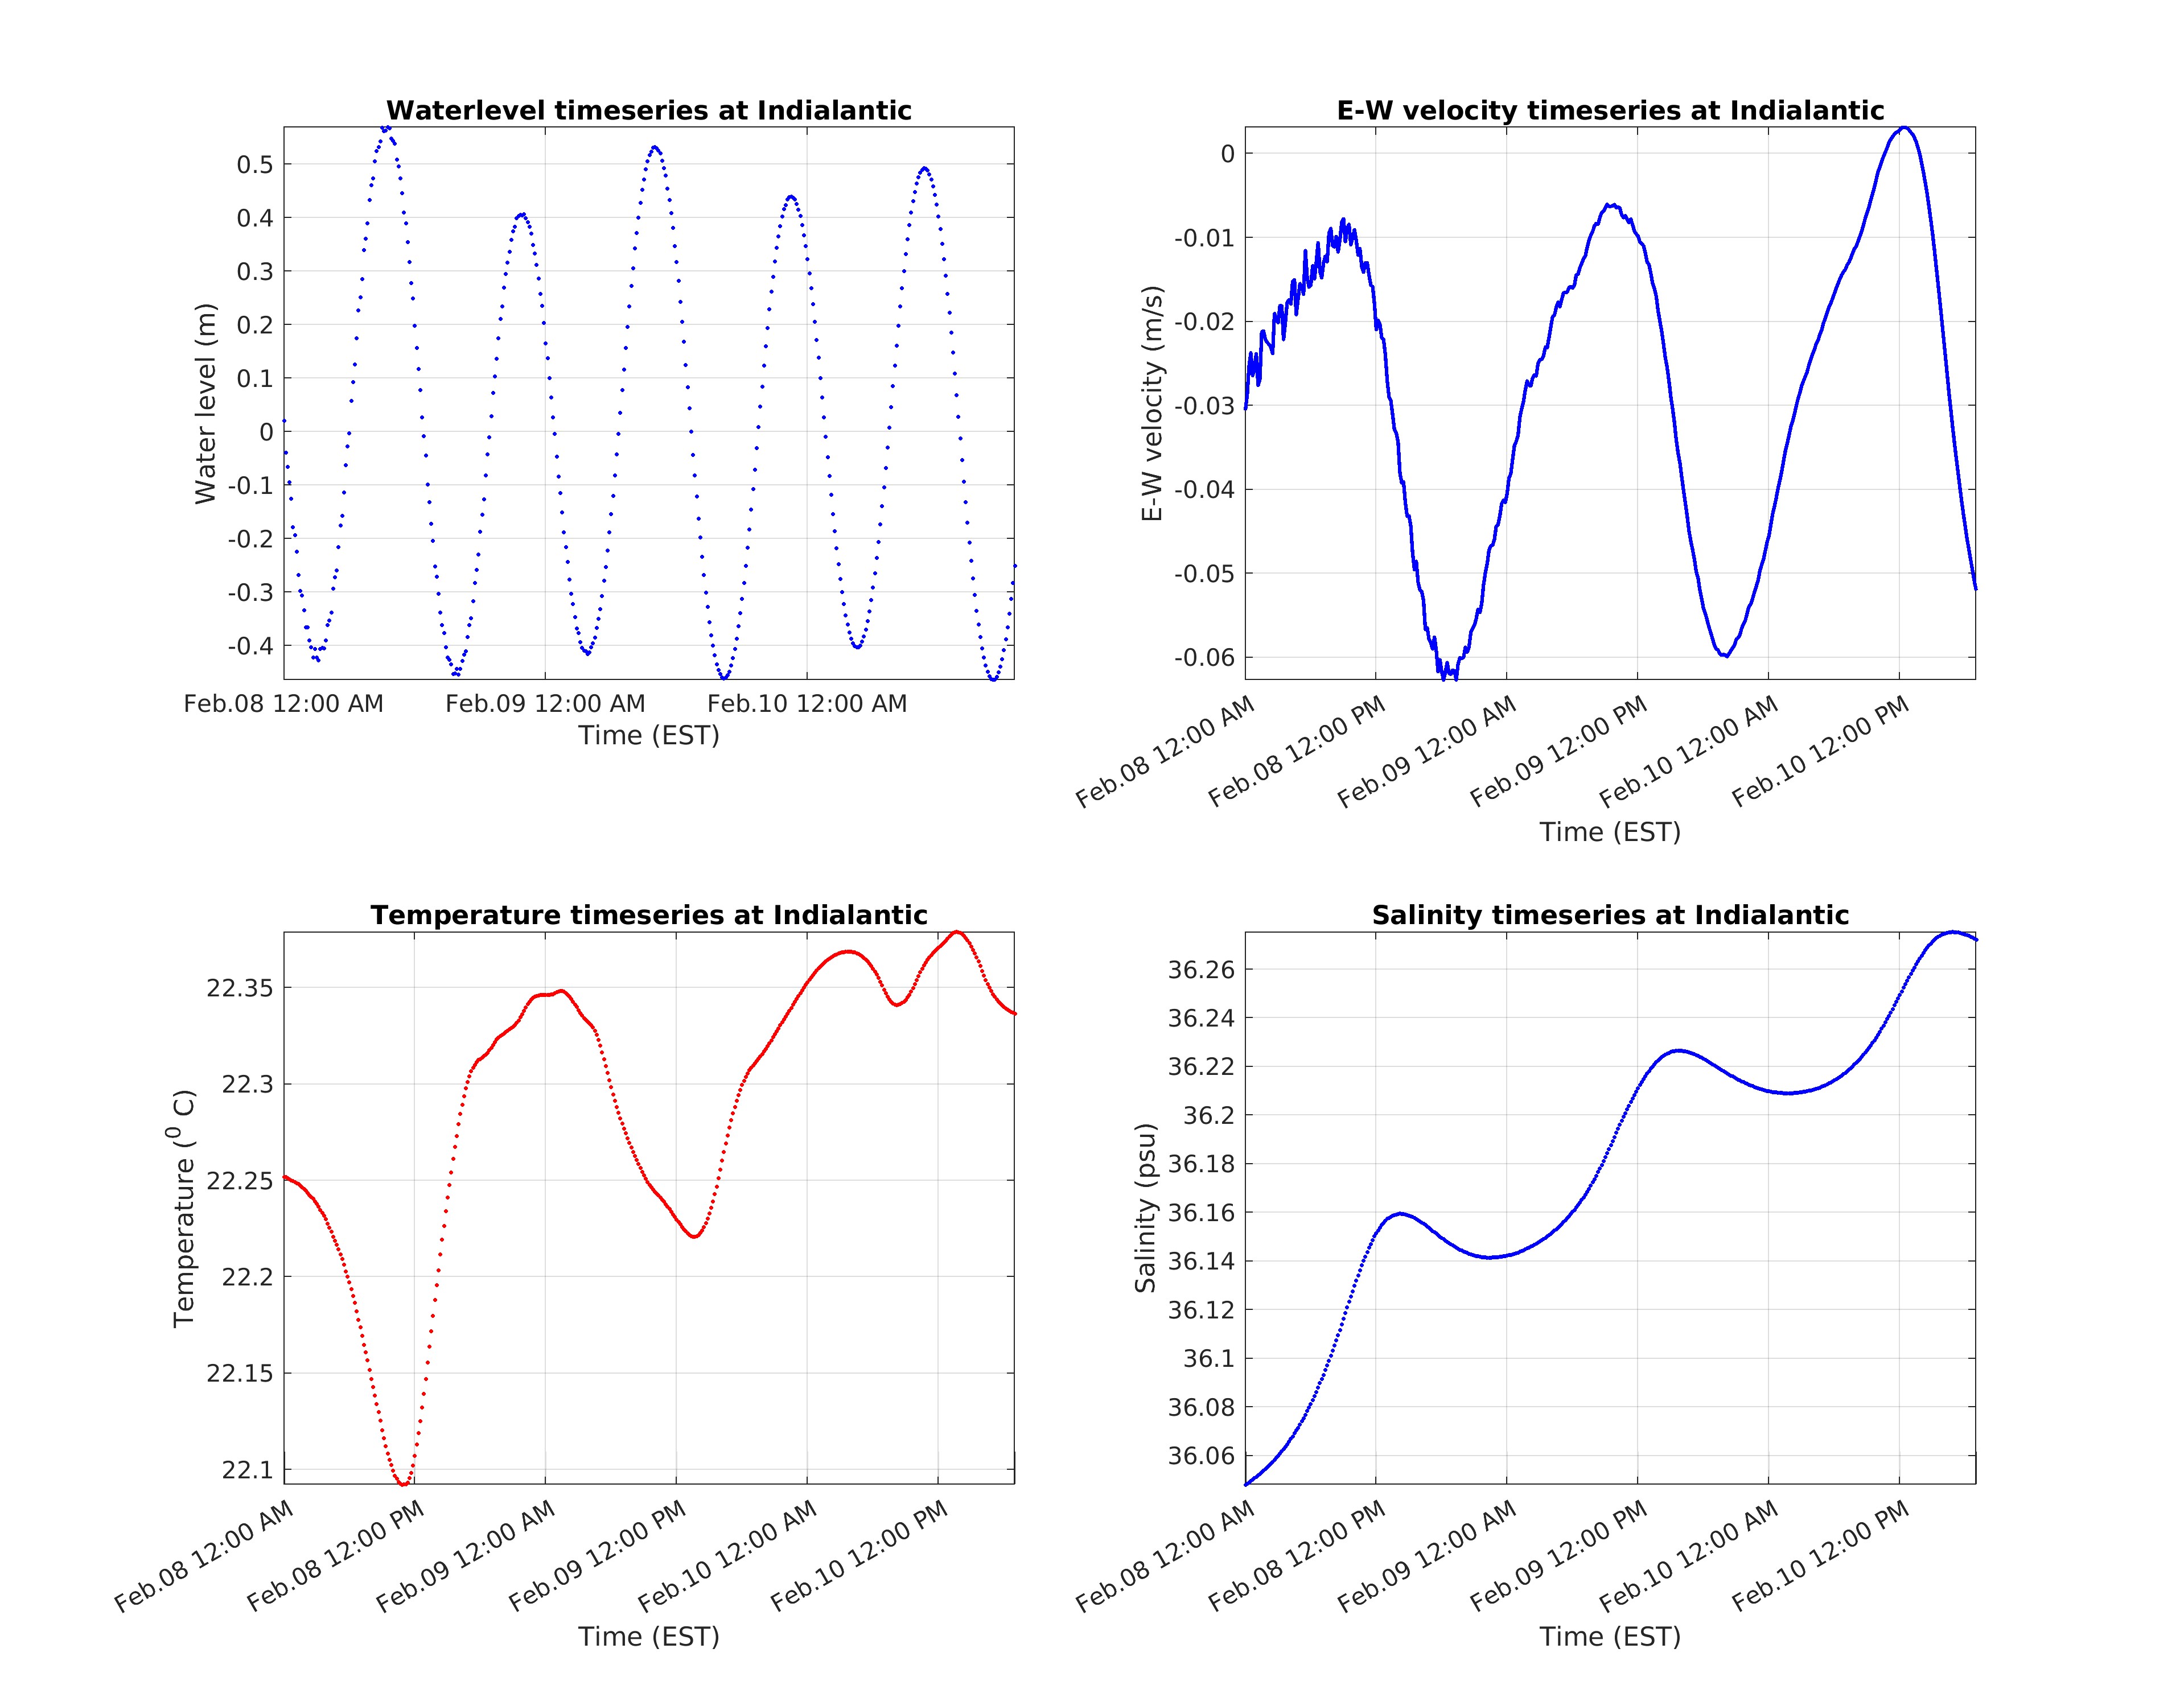 Waterlevel timeseries at Indialantic
0.5
0.4
0.3
0.2
0.1
0
-0.1
-0.2
-0.3
-0.4
Water level (m)
Feb.08 12:00 AM
Feb.09 12:00 AM
Feb.10 12:00 AM
Time (EST)
E-W velocity timeseries at Indialantic
0
-0.01
-0.02
-0.03
-0.04
-0.05
-0.06
E-W velocity (m/s)
Feb.08 12:00 AM
Feb.08 12:00 PM
Feb.09 12:00 AM
Feb.09 12:00 PM
Feb.10 12:00 AM
Feb.10 12:00 PM
Time (EST)
Temperature timeseries at Indialantic
22.35
22.3
22.25
22.2
22.15
22.1
Temperature (⁰ C)
Feb.08 12:00 AM
Feb.08 12:00 PM
Feb.09 12:00 AM
Feb.09 12:00 PM
Feb.10 12:00 AM
Feb.10 12:00 PM
Time (EST)
Salinity timeseries at Indialantic
36.26
36.24
36.22
36.2
36.18
36.16
36.14
36.12
36.1
36.08
36.06
Salinity (psu)
Feb.08 12:00 AM
Feb.08 12:00 PM
Feb.09 12:00 AM
Feb.09 12:00 PM
Feb.10 12:00 AM
Feb.10 12:00 PM
Time (EST)